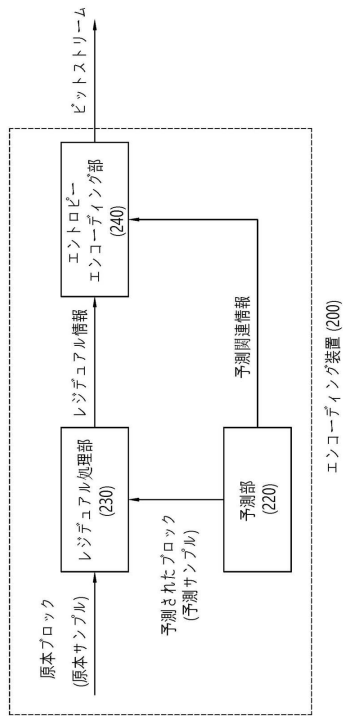 原本ブロック
(原本サンプル)
レジデュアル処理部
(230)
レジデュアル情報
エントロピー
エンコーディング部
(240)
ビットストリーム
予測されたブロック
(予測サンプル)
予測部
(220)
予測関連情報
エンコーディング装置 (200)